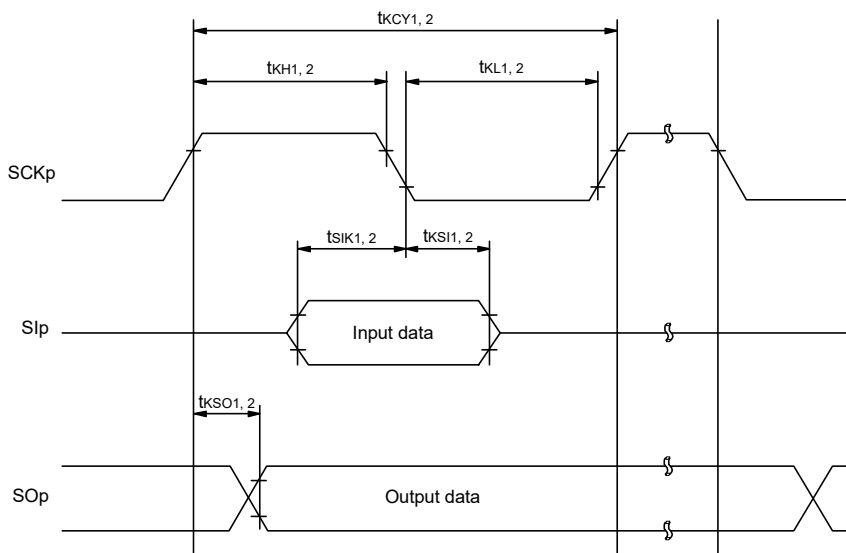 tKCY1, 2
tKH1, 2
tKL1, 2
SCKp
tSIK1, 2
tKSI1, 2
SIp
Input data
tKSO1, 2
SOp
Output data